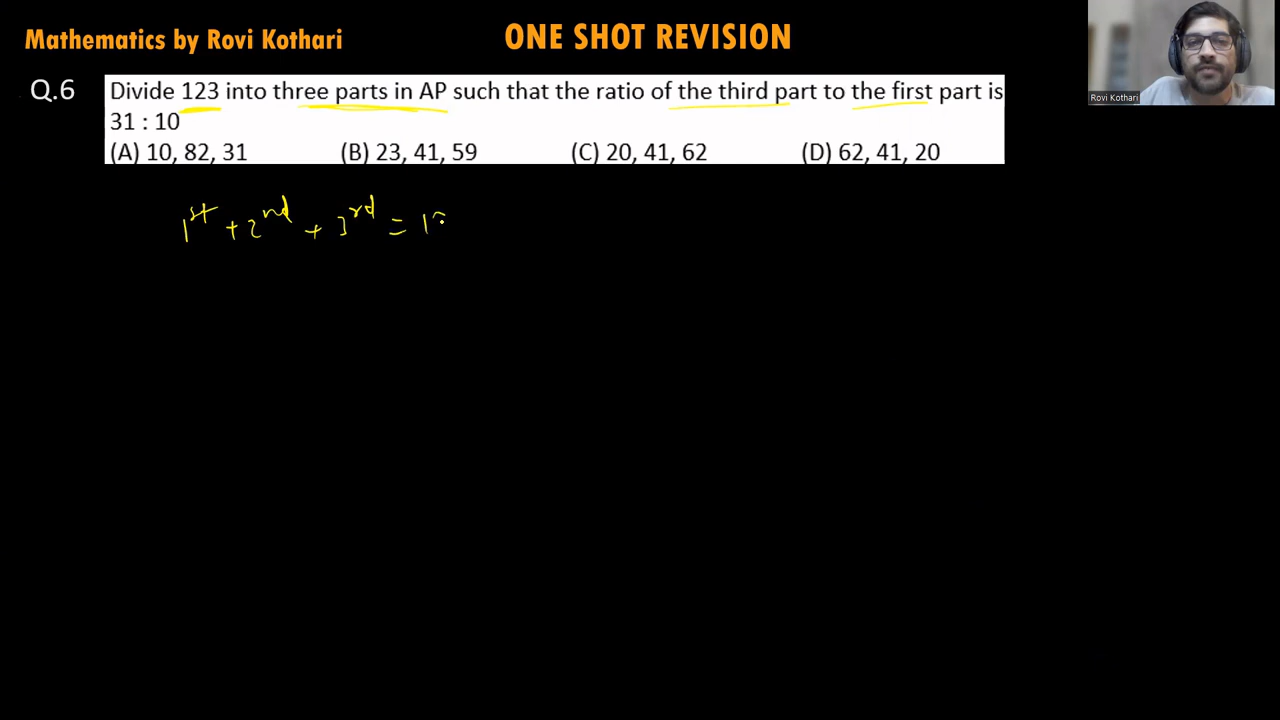 Mathematics by Rovi Kothari
ONE SHOT REVISION
Rovi Kothari
Q.6
Divide 123 into three parts in AP such that the ratio of the third part to the first part is
31 : 10
(A) 10, 82, 31 (B) 23, 41, 59 (C) 20, 41, 62 (D) 62, 41, 20
1st + 2nd + 3rd = 1